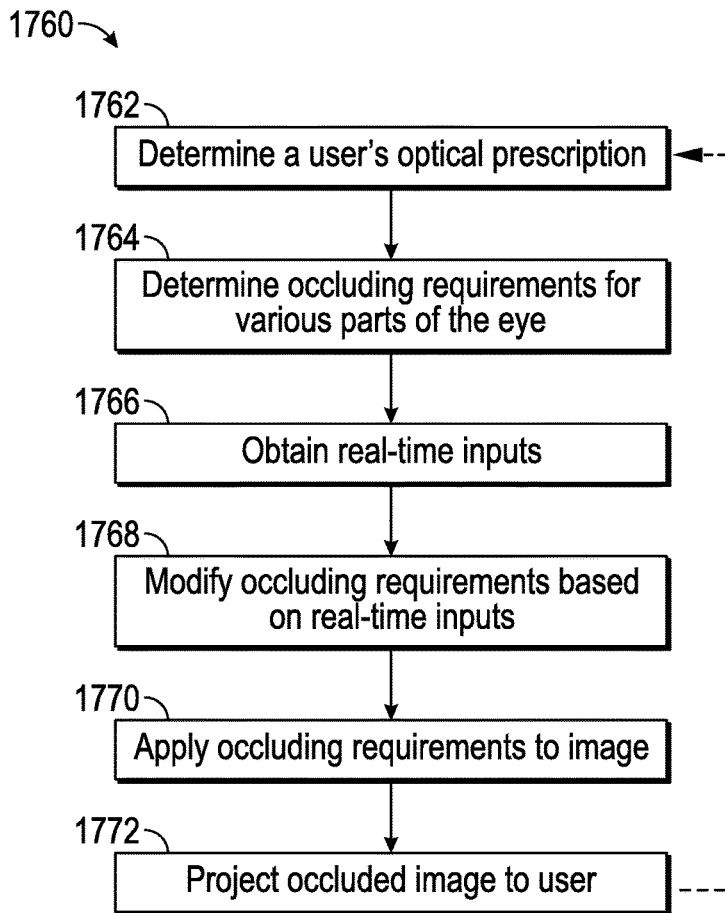 1760
1762
Determine a user's optical prescription
1764
Determine occluding requirements for
various parts of the eye
1766
Obtain real-time inputs
1768
Modify occluding requirements based
on real-time inputs
1770
Apply occluding requirements to image
1772
Project occluded image to user